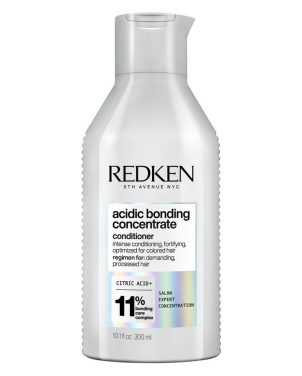 REDKEN
5TH AVENUE NYC
acidic bonding
concentrate
conditioner
intense conditioning, fortifying,
optimized for colored hair
regimen for: demanding,
processed hair
CITRIC ACID+
11%
bonding
care
complex
SALON
EXPERT
CONCENTRATION
10.1 fl oz 300 ml